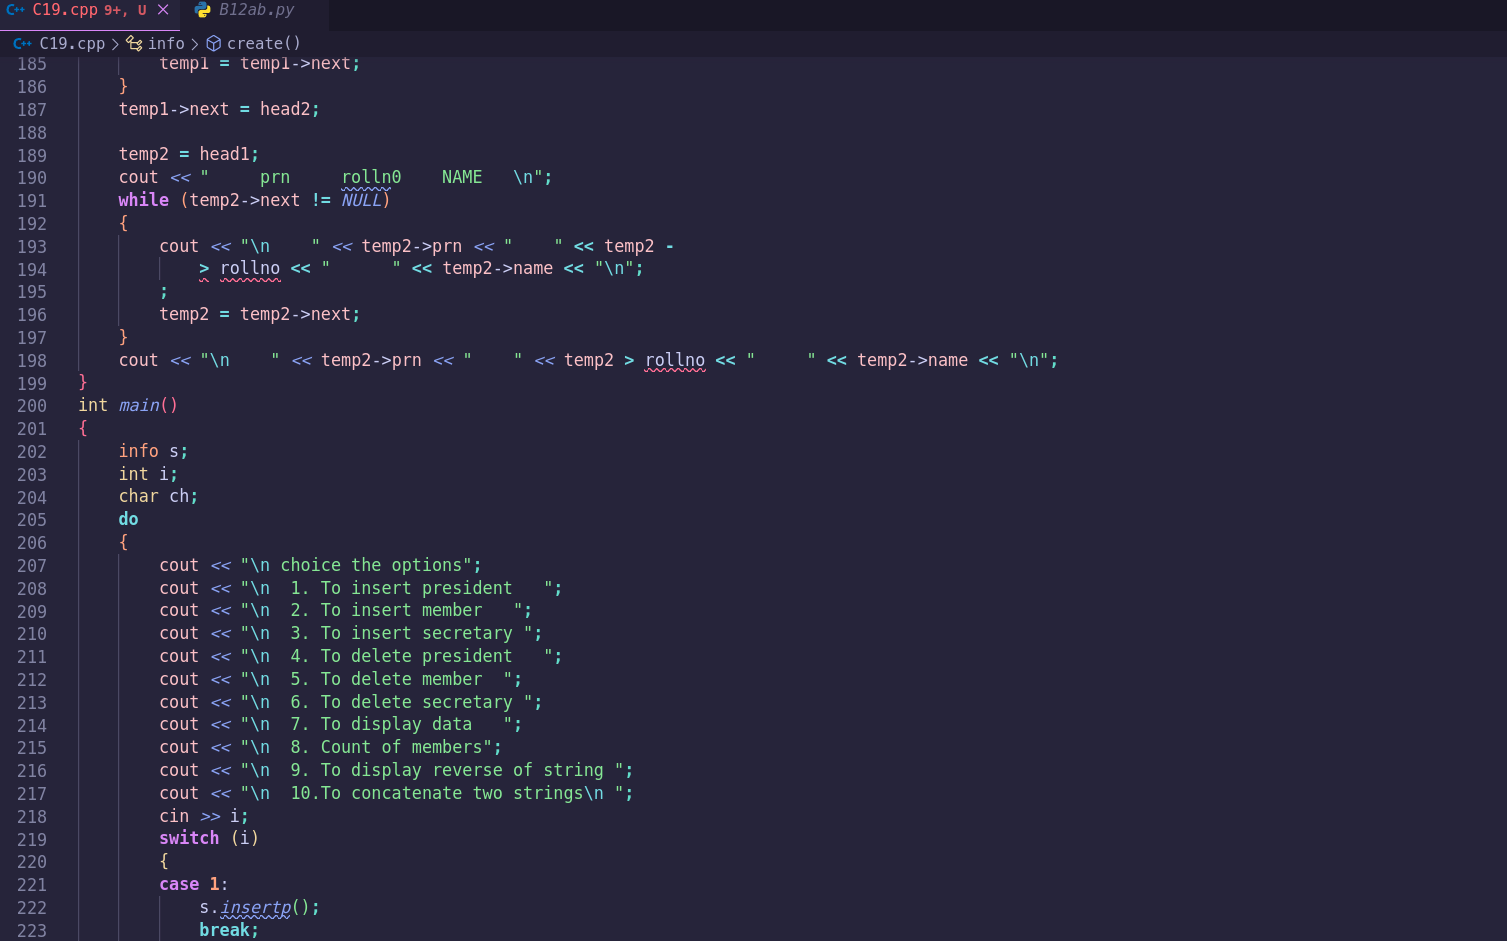 C++ C19.cpp 9+, U × B12ab.py
C++ C19.cpp > info > create()
185 temp1 = temp1->next;
186 }
187 temp1->next = head2;
188
189 temp2 = head1;
190 cout << "     prn     rolln0    NAME   \n";
191 while (temp2->next != NULL)
192 {
193 cout << "\n    " << temp2->prn << "    " << temp2 -
194 > rollno << "      " << temp2->name << "\n";
195 ;
196 temp2 = temp2->next;
197 }
198 cout << "\n    " << temp2->prn << "    " << temp2 > rollno << "     " << temp2->name << "\n";
199 }
200 int main()
201 {
202 info s;
203 int i;
204 char ch;
205 do
206 {
207 cout << "\n choice the options";
208 cout << "\n  1. To insert president   ";
209 cout << "\n  2. To insert member   ";
210 cout << "\n  3. To insert secretary ";
211 cout << "\n  4. To delete president   ";
212 cout << "\n  5. To delete member  ";
213 cout << "\n  6. To delete secretary ";
214 cout << "\n  7. To display data   ";
215 cout << "\n  8. Count of members";
216 cout << "\n  9. To display reverse of string ";
217 cout << "\n  10.To concatenate two strings\n ";
218 cin >> i;
219 switch (i)
220 {
221 case 1:
222 s.insertp();
223 break;